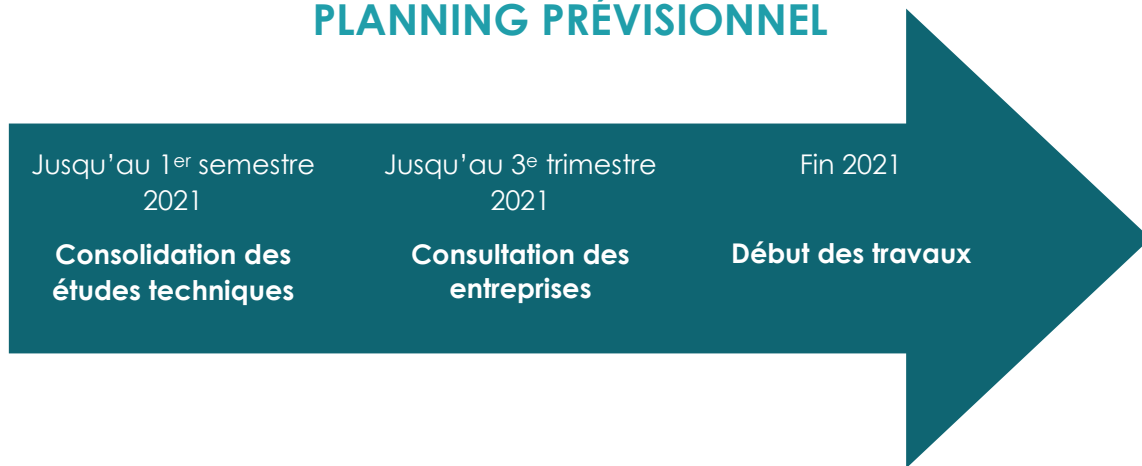 PLANNING PRÉVISIONNEL
Jusqu'au 1er semestre
2021
Consolidation des
études techniques
Jusqu'au 3e trimestre
2021
Consultation des
entreprises
Fin 2021
Début des travaux